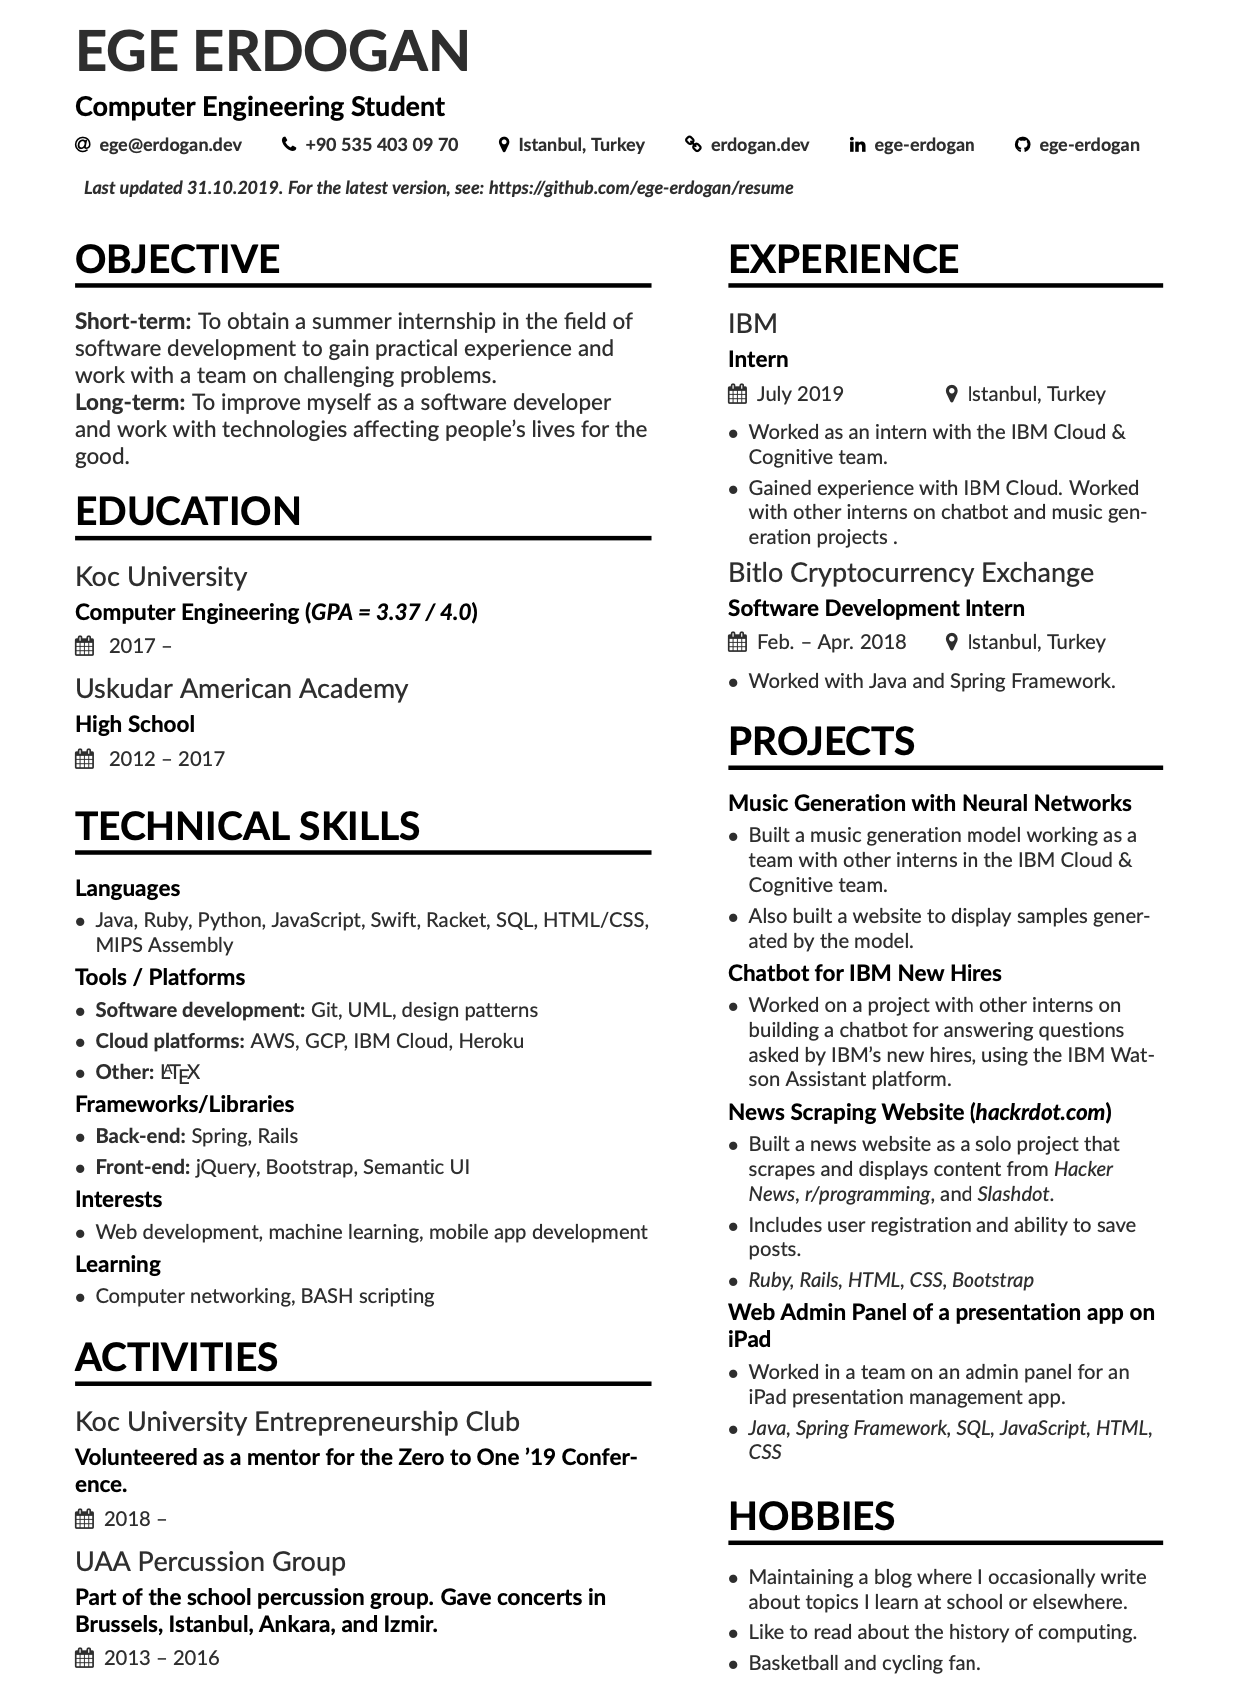 EGE ERDOGAN
Computer Engineering Student
ege@erdogan.dev +90 535 403 09 70 Istanbul, Turkey erdogan.dev ege-erdogan ege-erdogan
Last updated 31.10.2019. For the latest version, see: https://github.com/ege-erdogan/resume
OBJECTIVE
Short-term: To obtain a summer internship in the field of
software development to gain practical experience and
work with a team on challenging problems.
Long-term: To improve myself as a software developer
and work with technologies affecting people's lives for the
good.
EDUCATION
Koc University
Computer Engineering (GPA = 3.37 / 4.0)
2017 –
Uskudar American Academy
High School
2012 – 2017
TECHNICAL SKILLS
Languages
• Java, Ruby, Python, JavaScript, Swift, Racket, SQL, HTML/CSS,
MIPS Assembly
Tools / Platforms
• Software development: Git, UML, design patterns
• Cloud platforms: AWS, GCP, IBM Cloud, Heroku
• Other: LATEX
Frameworks/Libraries
• Back-end: Spring, Rails
• Front-end: jQuery, Bootstrap, Semantic UI
Interests
• Web development, machine learning, mobile app development
Learning
• Computer networking, BASH scripting
ACTIVITIES
Koc University Entrepreneurship Club
Volunteered as a mentor for the Zero to One ’19 Confer-
ence.
2018 –
UAA Percussion Group
Part of the school percussion group. Gave concerts in
Brussels, Istanbul, Ankara, and Izmir.
2013 – 2016
EXPERIENCE
IBM
Intern
July 2019 Istanbul, Turkey
• Worked as an intern with the IBM Cloud &
Cognitive team.
• Gained experience with IBM Cloud. Worked
with other interns on chatbot and music gen-
eration projects .
Bitlo Cryptocurrency Exchange
Software Development Intern
Feb. – Apr. 2018 Istanbul, Turkey
• Worked with Java and Spring Framework.
PROJECTS
Music Generation with Neural Networks
• Built a music generation model working as a
team with other interns in the IBM Cloud &
Cognitive team.
• Also built a website to display samples gener-
ated by the model.
Chatbot for IBM New Hires
• Worked on a project with other interns on
building a chatbot for answering questions
asked by IBM’s new hires, using the IBM Wat-
son Assistant platform.
News Scraping Website (hackrdot.com)
• Built a news website as a solo project that
scrapes and displays content from Hacker
News, r/programming, and Slashdot.
• Includes user registration and ability to save
posts.
• Ruby, Rails, HTML, CSS, Bootstrap
Web Admin Panel of a presentation app on
iPad
• Worked in a team on an admin panel for an
iPad presentation management app.
• Java, Spring Framework, SQL, JavaScript, HTML,
CSS
HOBBIES
• Maintaining a blog where I occasionally write
about topics I learn at school or elsewhere.
• Like to read about the history of computing.
• Basketball and cycling fan.